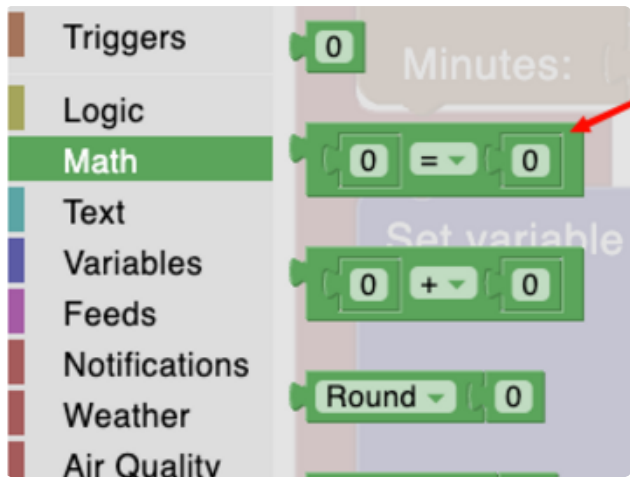 Triggers
Logic
Math
Text
Variables
Feeds
Notifications
Weather
Air Quality
0
Minutes:
0 = 0
Set variable
0 + 0
Round 0